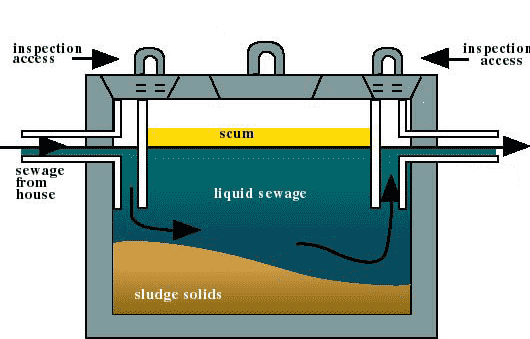 inspection
access
inspection
access
scum
sewage
from
house
liquid sewage
sludge solids